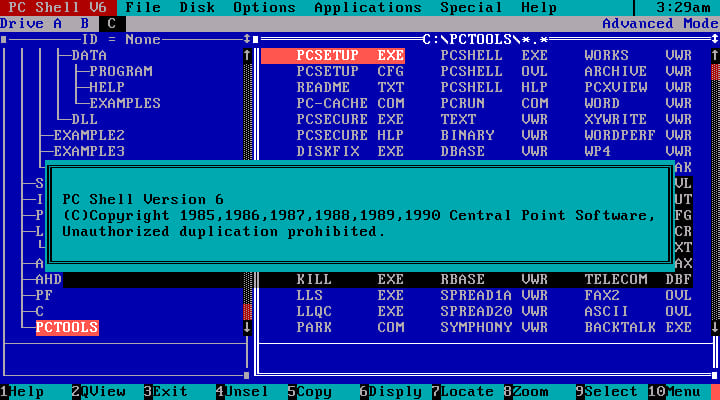 PC Shell V6 File Disk Options Applications Special Help 3:29am
Drive A B C Advanced Mode
ID = None C:\PCTOOLS\*.*
DATA PCSETUP EXE PCSHELL EXE WORKS VWR
PROGRAM PCSETUP CFG PCSHELL OVL ARCHIVE VWR
HELP README TXT PCSHELL HLP PCXVIEW VWR
EXAMPLES PC-CACHE COM PCRUN COM WORD VWR
DLL PCSECURE EXE TEXT VWR XYWRITE VWR
EXAMPLE2 PCSECURE HLP BINARY VWR WORDPERF VWR
EXAMPLE3 DISKFIX EXE DBASE VWR WP4 VWR
AK
S VL
I UT
P FG
L CR
XT
A AX
PC Shell Version 6
(C)Copyright 1985,1986,1987,1988,1989,1990 Central Point Software,
Unauthorized duplication prohibited.
AHD KILL EXE RBASE VWR TELECOM DBF
PF LLS EXE SPREAD1A VWR FAX2 OVL
C LLQC EXE SPREAD20 VWR ASCII OVL
PCTOOLS PARK COM SYMPHONY VWR BACKTALK EXE
1Help 2QView 3Exit 4Unsel 5Copy 6Disply 7Locate 8Zoom 9Select 10Menu